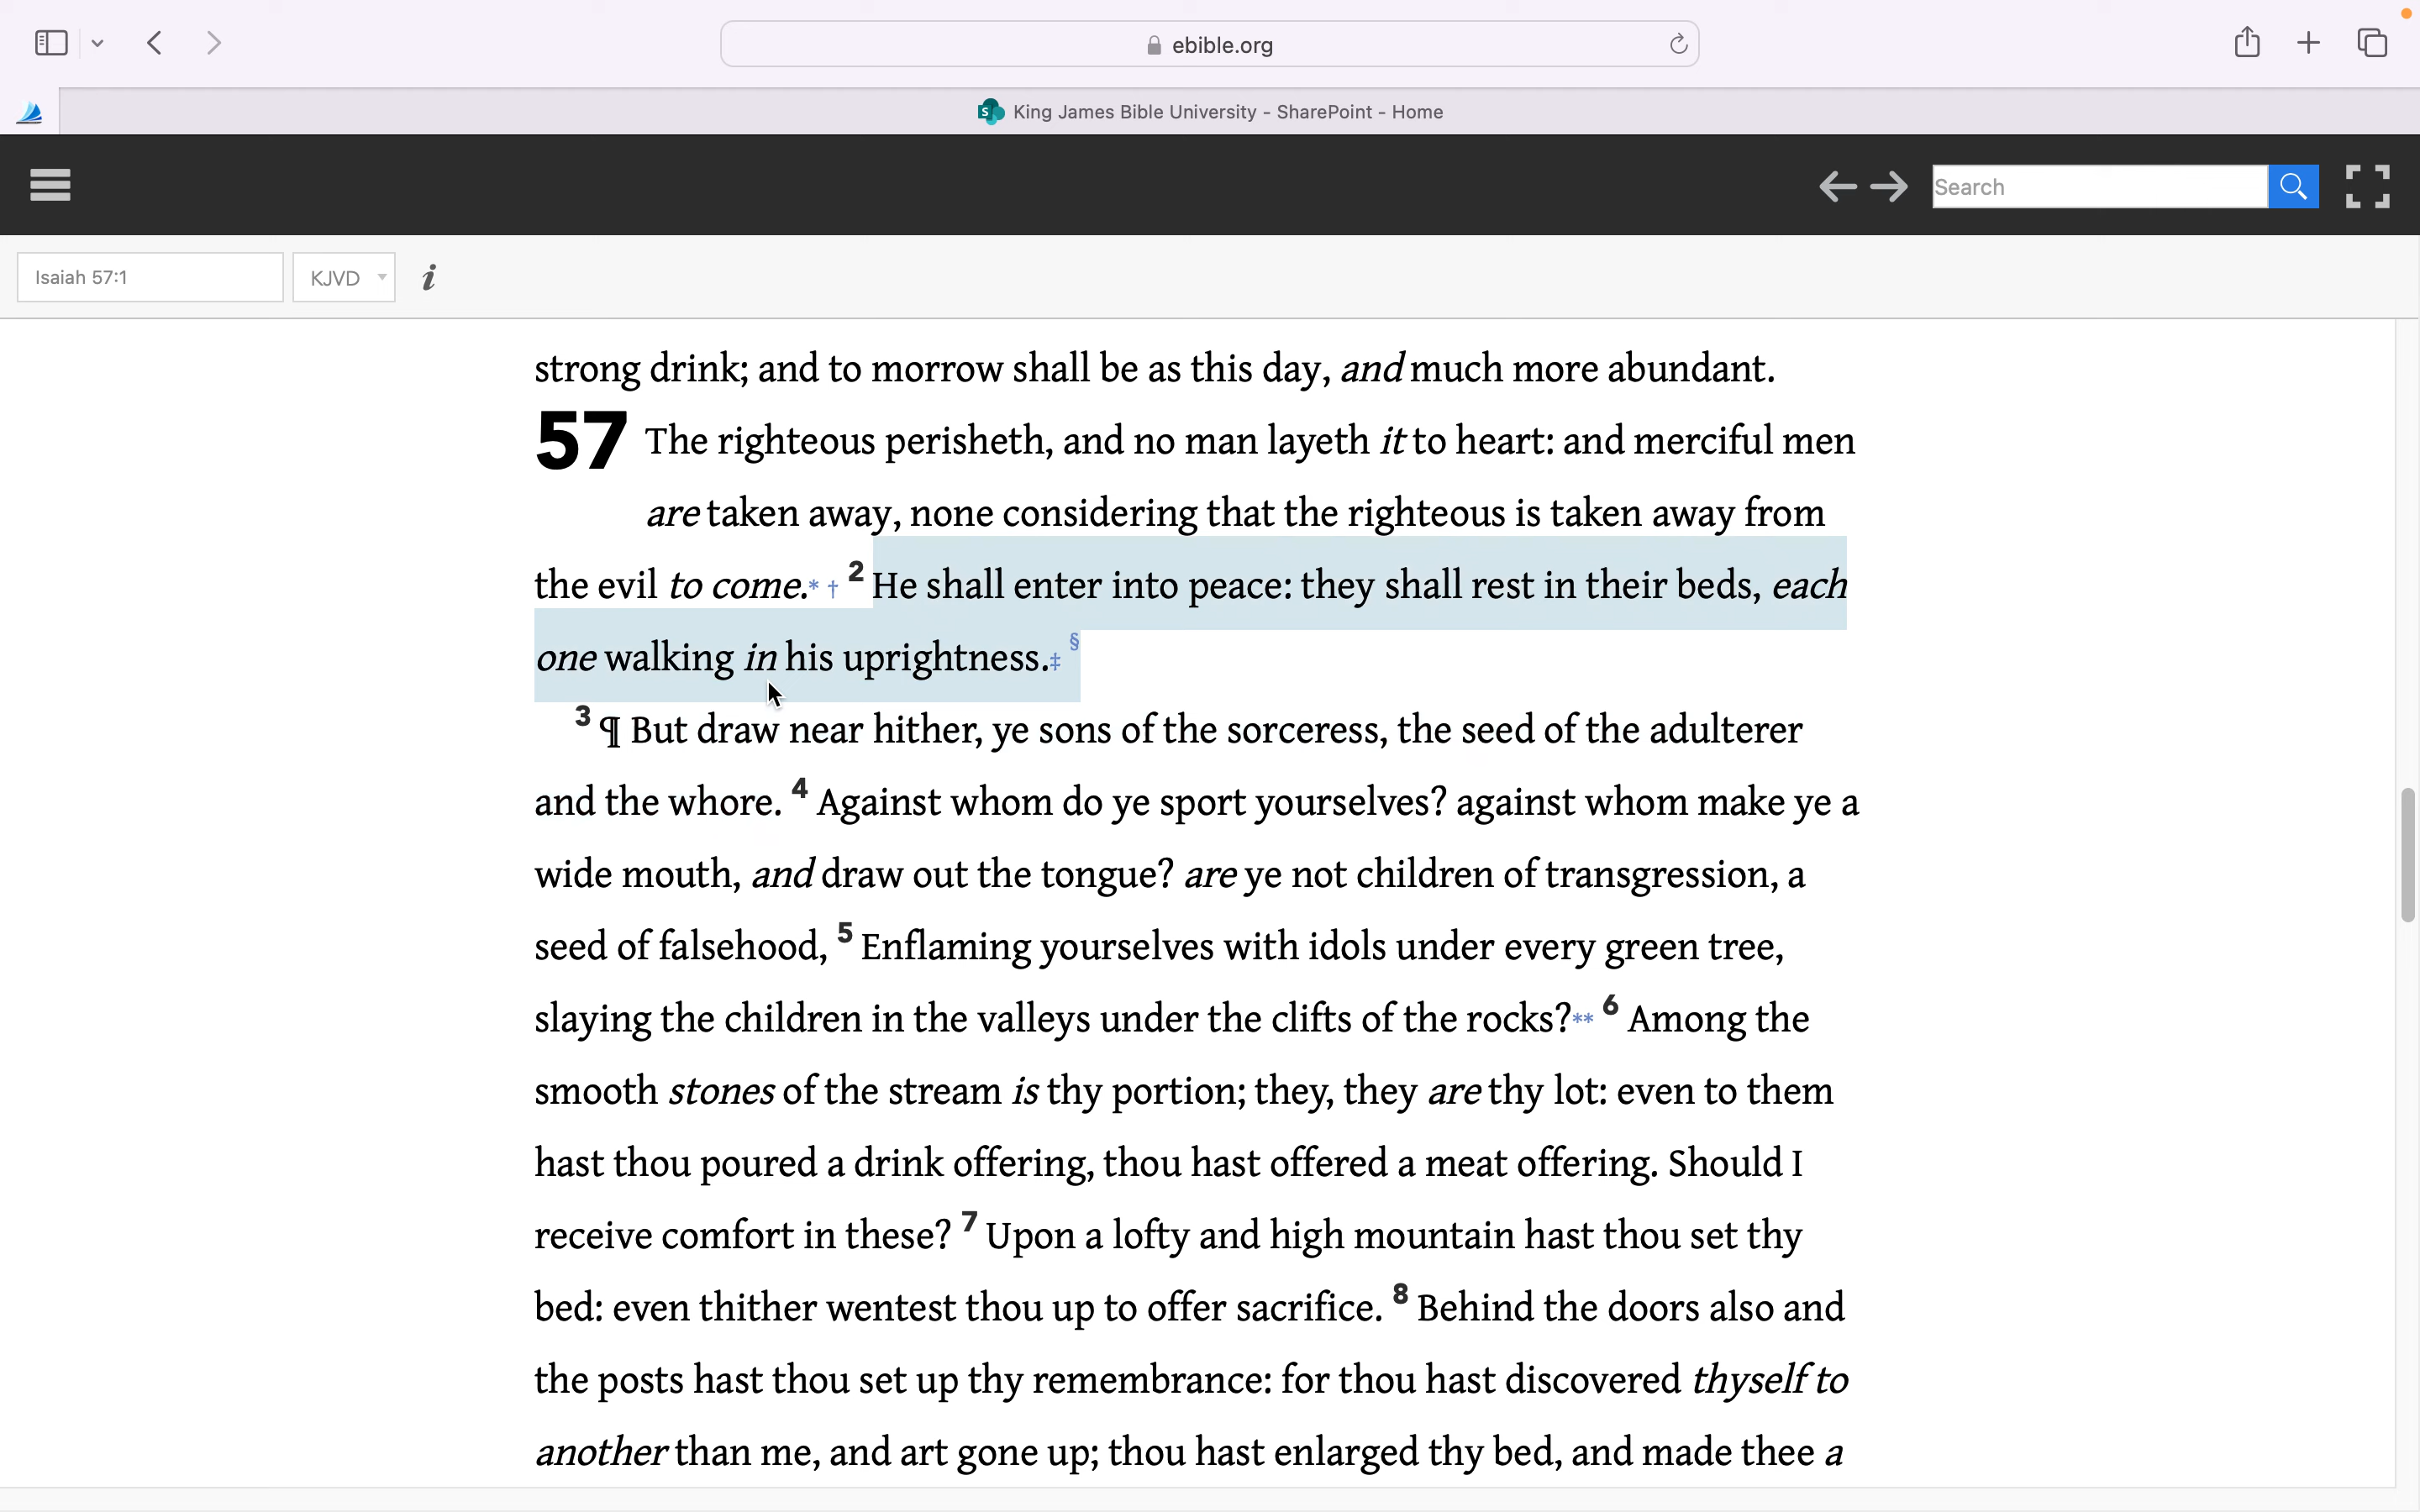 ebible.org
King James Bible University - SharePoint - Home
Search
Isaiah 57:1
KJVD
i
strong drink; and to morrow shall be as this day, and much more abundant.
57 The righteous perisheth, and no man layeth it to heart: and merciful men
are taken away, none considering that the righteous is taken away from
the evil to come.* † 2 He shall enter into peace: they shall rest in their beds, each
one walking in his uprightness.‡ §
3 ¶ But draw near hither, ye sons of the sorceress, the seed of the adulterer
and the whore. 4 Against whom do ye sport yourselves? against whom make ye a
wide mouth, and draw out the tongue? are ye not children of transgression, a
seed of falsehood, 5 Enflaming yourselves with idols under every green tree,
slaying the children in the valleys under the clifts of the rocks?** 6 Among the
smooth stones of the stream is thy portion; they, they are thy lot: even to them
hast thou poured a drink offering, thou hast offered a meat offering. Should I
receive comfort in these? 7 Upon a lofty and high mountain hast thou set thy
bed: even thither wentest thou up to offer sacrifice. 8 Behind the doors also and
the posts hast thou set up thy remembrance: for thou hast discovered thyself to
another than me, and art gone up; thou hast enlarged thy bed, and made thee a